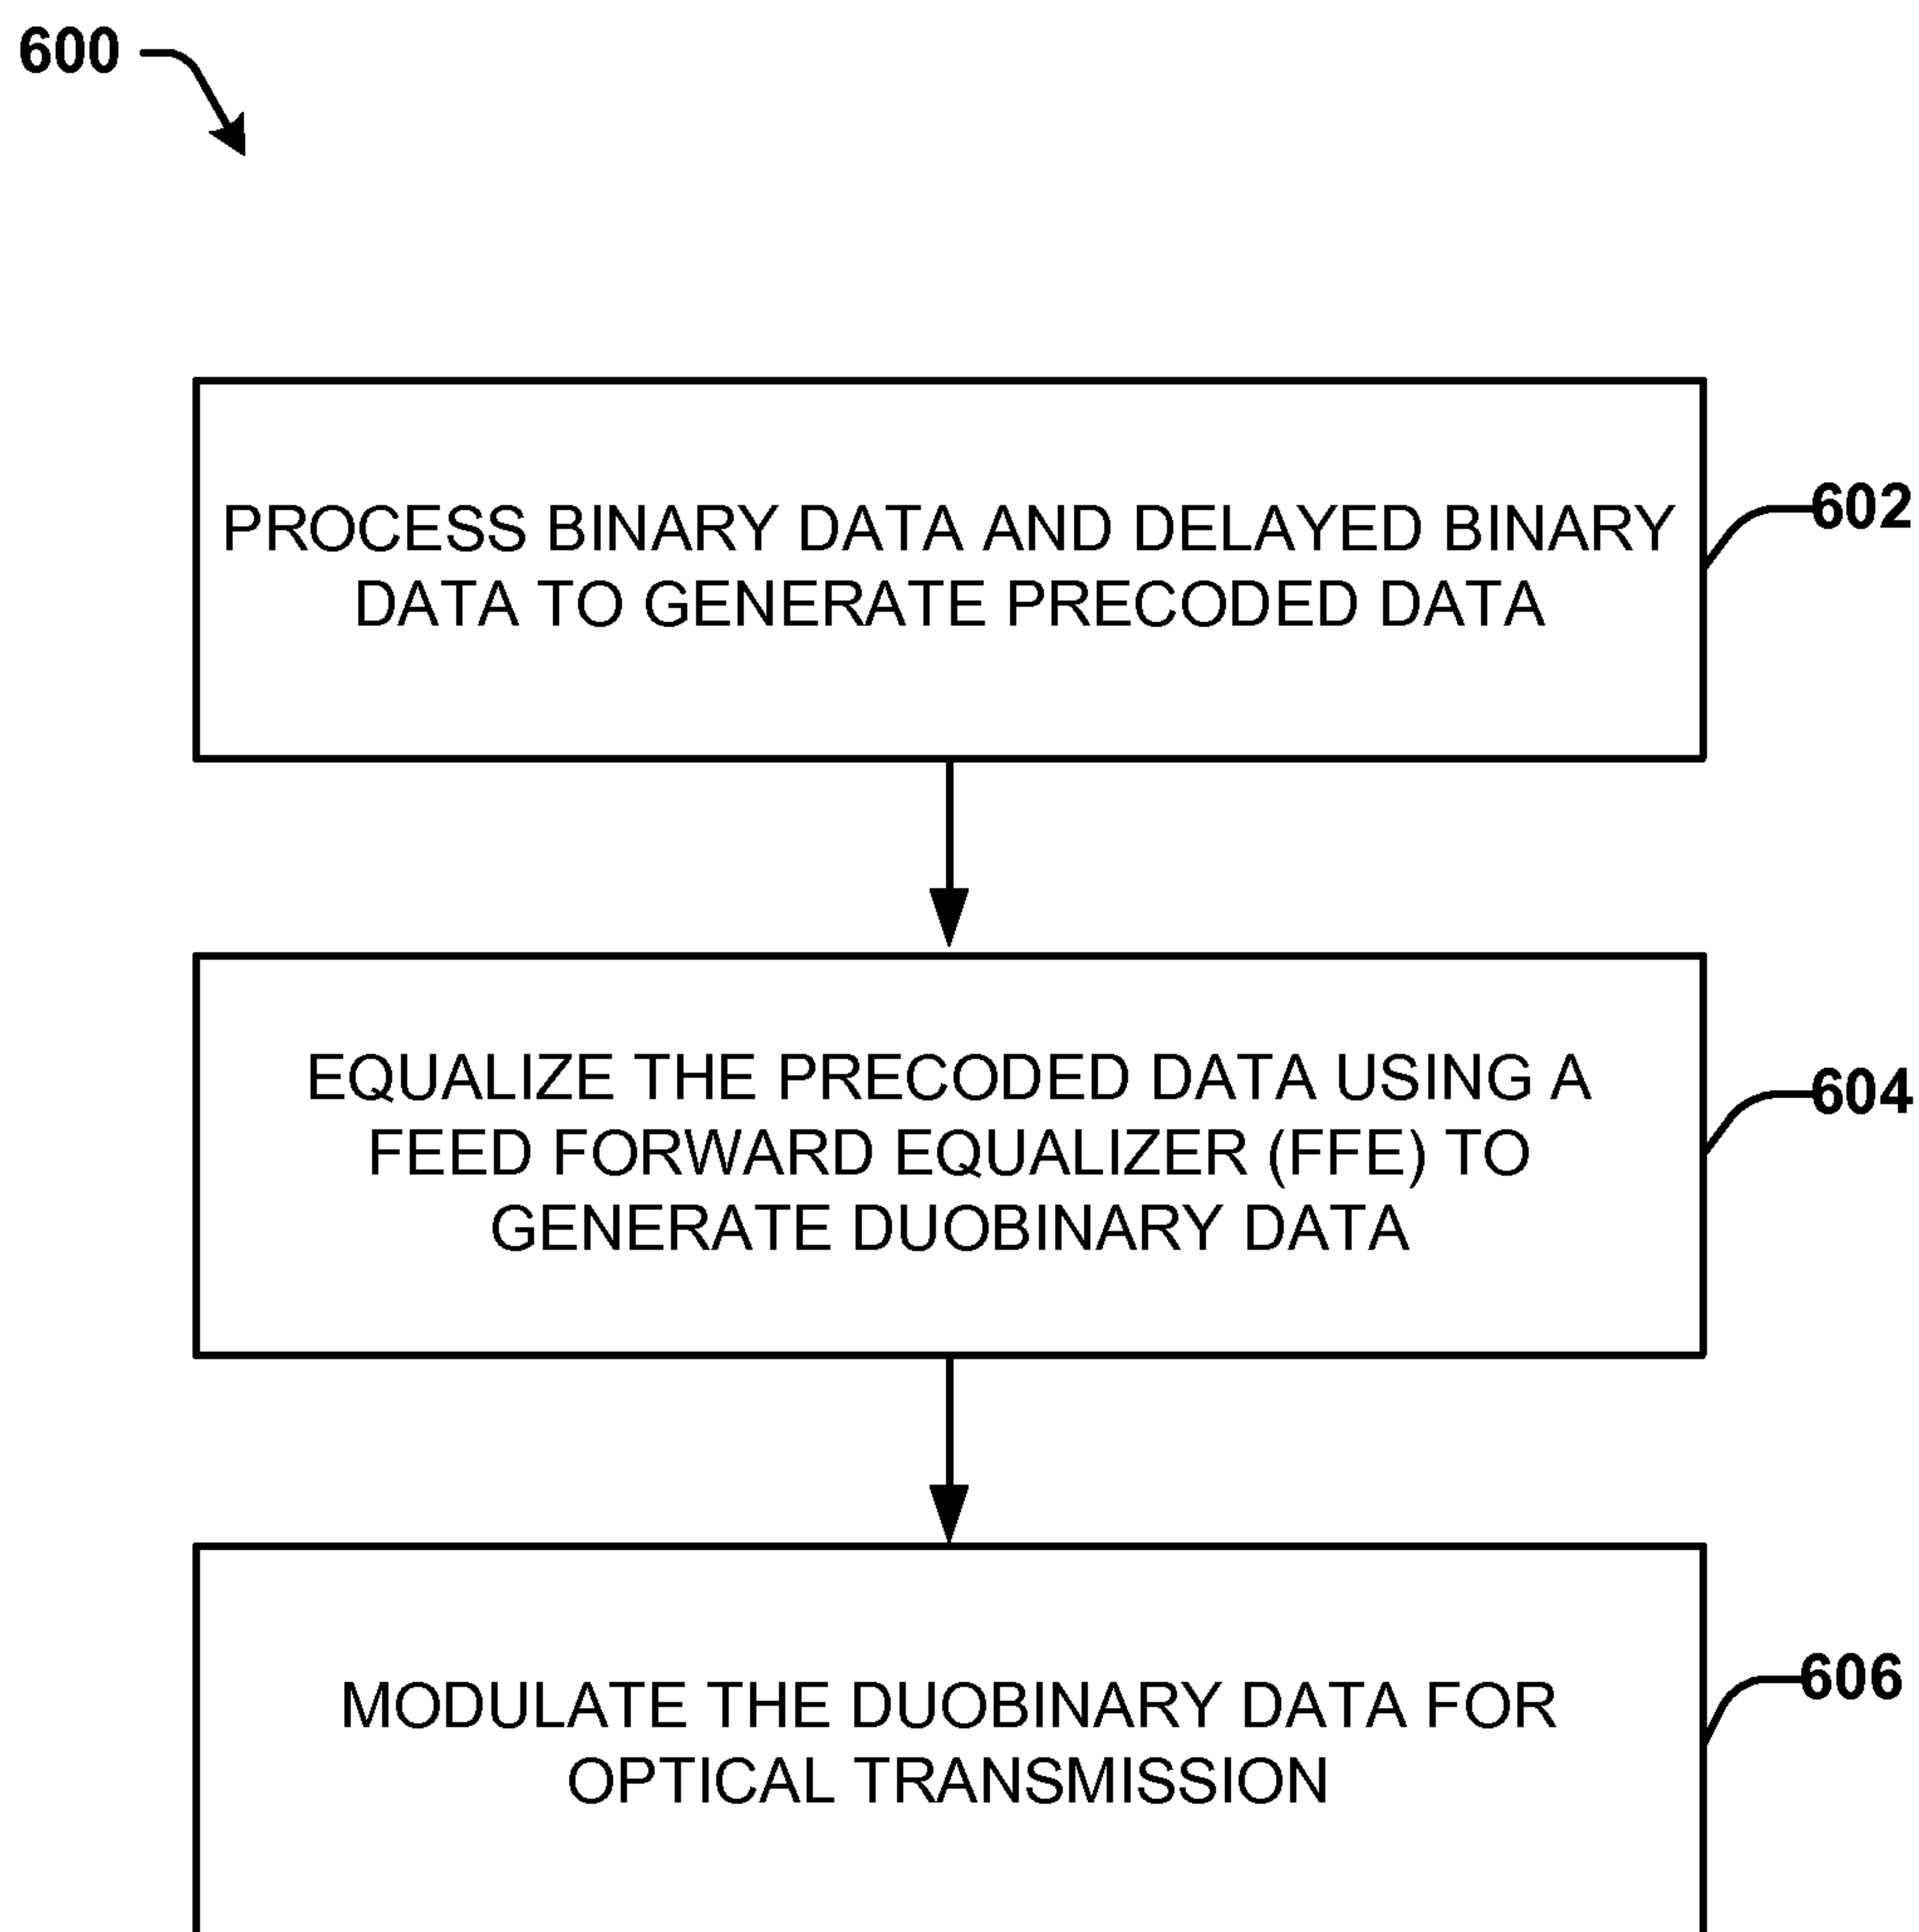 600
PROCESS BINARY DATA AND DELAYED BINARY
DATA TO GENERATE PRECODED DATA
602
EQUALIZE THE PRECODED DATA USING A
FEED FORWARD EQUALIZER (FFE) TO
GENERATE DUOBINARY DATA
604
MODULATE THE DUOBINARY DATA FOR
OPTICAL TRANSMISSION
606